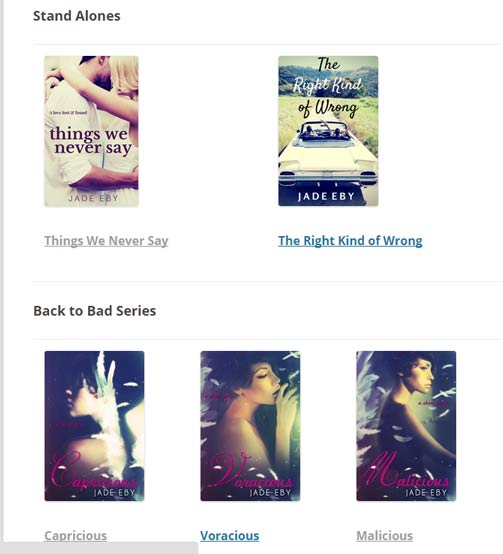 Stand Alones
A love lost & found
things we
never say
JADE EBY
The
Right Kind
of Wrong
JADE EBY
Things We Never Say
The Right Kind of Wrong
Back to Bad Series
Capricious
JADE EBY
Voracious
JADE EBY
Malicious
JADE EBY
Capricious
Voracious
Malicious